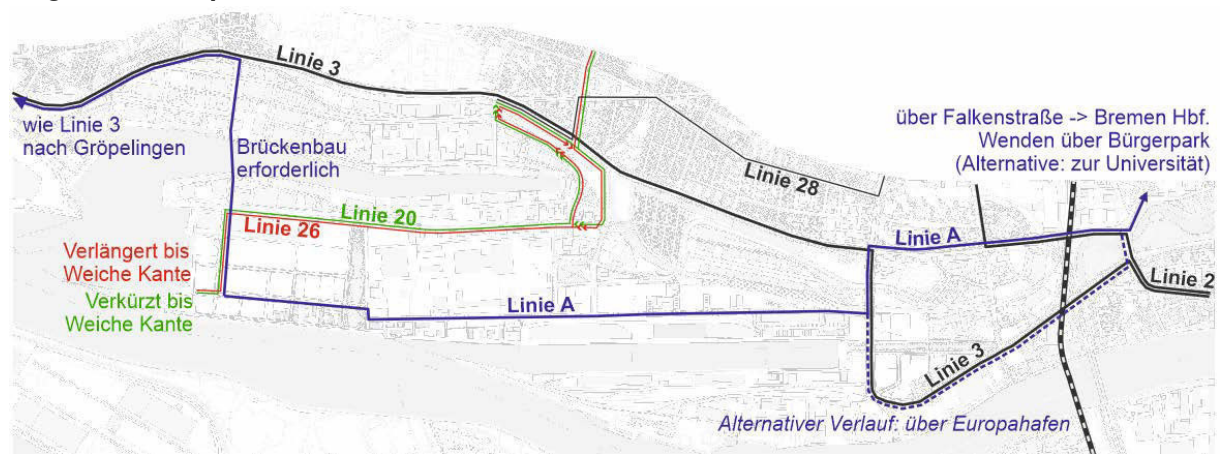 Linie 3
wie Linie 3
nach Gröpelingen
Brückenbau
erforderlich
über Falkenstraße -> Bremen Hbf.
Wenden über Bürgerpark
(Alternative: zur Universität)
Linie 28
Linie 20
Linie 26
Linie A
Verlängert bis
Weiche Kante
Verkürzt bis
Weiche Kante
Linie A
Linie 2
Linie 3
Alternativer Verlauf: über Europahafen